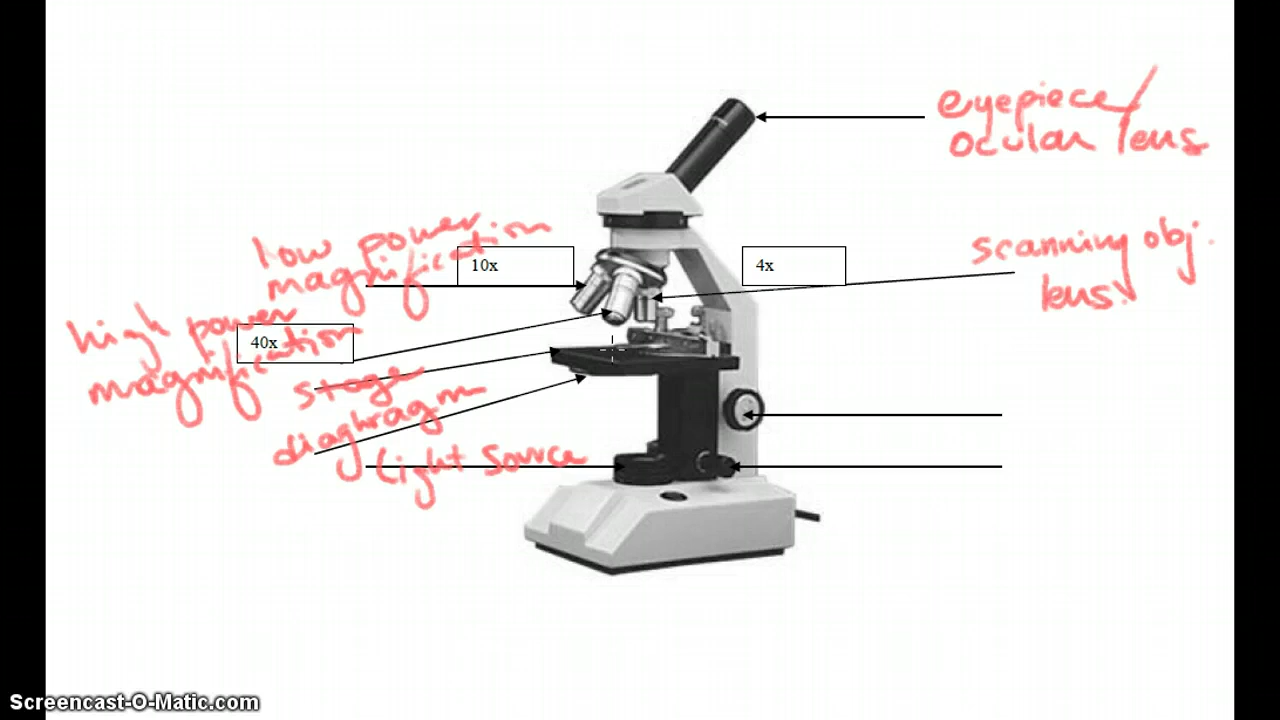 eyepiece/
ocular lens
low power
magnification
10x
4x
scanning obj.
lens
high power
magnification
40x
stage
diaghragm
light source
Screencast-O-Matic.com